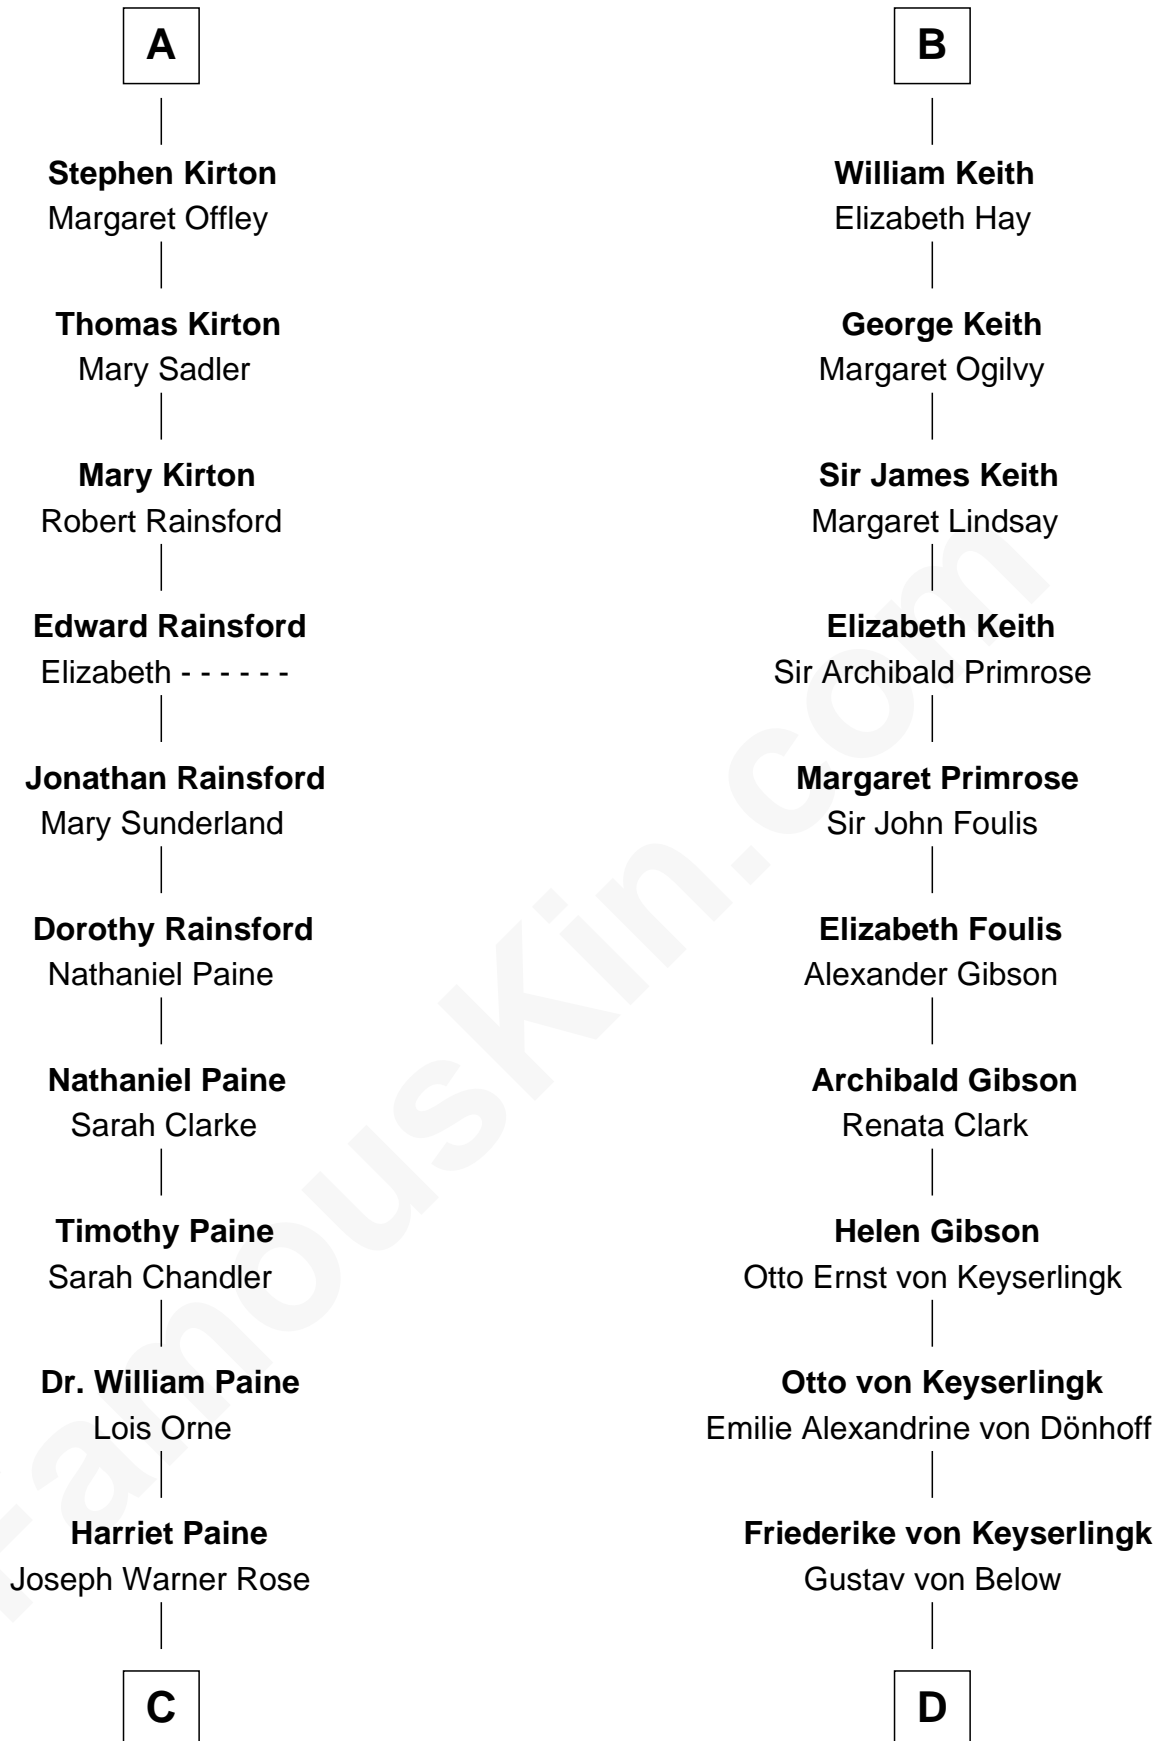 A
Stephen Kirton
Margaret Offley
Thomas Kirton
Mary Sadler
Mary Kirton
Robert Rainsford
Edward Rainsford
Elizabeth - - - - - -
Jonathan Rainsford
Mary Sunderland
Dorothy Rainsford
Nathaniel Paine
Nathaniel Paine
Sarah Clarke
Timothy Paine
Sarah Chandler
Dr. William Paine
Lois Orne
Harriet Paine
Joseph Warner Rose
C
B
William Keith
Elizabeth Hay
George Keith
Margaret Ogilvy
Sir James Keith
Margaret Lindsay
Elizabeth Keith
Sir Archibald Primrose
Margaret Primrose
Sir John Foulis
Elizabeth Foulis
Alexander Gibson
Archibald Gibson
Renata Clark
Helen Gibson
Otto Ernst von Keyserlingk
Otto von Keyserlingk
Emilie Alexandrine von Dönhoff
Friederike von Keyserlingk
Gustav von Below
D
FamousKin.com